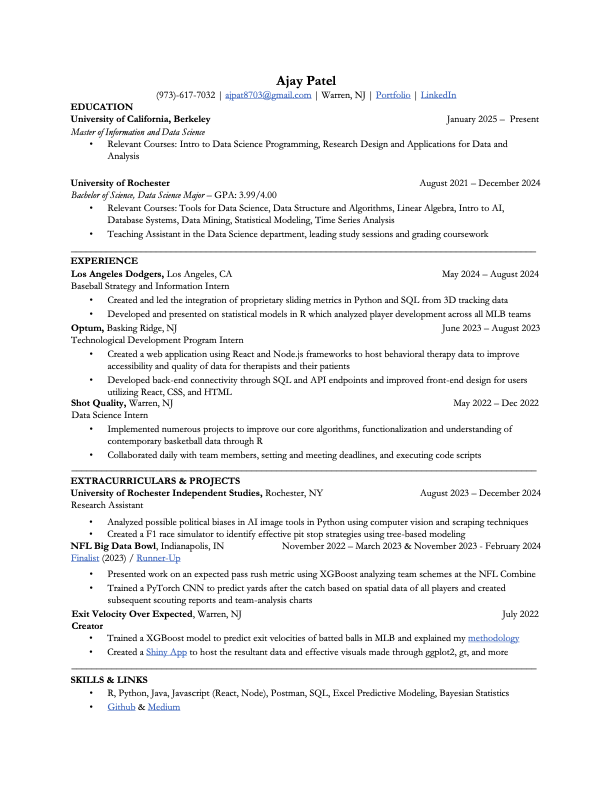 Ajay Patel
(973)-617-7032 | ajpat8703@gmail.com | Warren, NJ | Portfolio | LinkedIn
EDUCATION
University of California, Berkeley January 2025 – Present
Master of Information and Data Science
• Relevant Courses: Intro to Data Science Programming, Research Design and Applications for Data and
Analysis
University of Rochester August 2021 – December 2024
Bachelor of Science, Data Science Major – GPA: 3.99/4.00
• Relevant Courses: Tools for Data Science, Data Structure and Algorithms, Linear Algebra, Intro to AI,
Database Systems, Data Mining, Statistical Modeling, Time Series Analysis
• Teaching Assistant in the Data Science department, leading study sessions and grading coursework
EXPERIENCE
Los Angeles Dodgers, Los Angeles, CA May 2024 – August 2024
Baseball Strategy and Information Intern
• Created and led the integration of proprietary sliding metrics in Python and SQL from 3D tracking data
• Developed and presented on statistical models in R which analyzed player development across all MLB teams
Optum, Basking Ridge, NJ June 2023 – August 2023
Technological Development Program Intern
• Created a web application using React and Node.js frameworks to host behavioral therapy data to improve
accessibility and quality of data for therapists and their patients
• Developed back-end connectivity through SQL and API endpoints and improved front-end design for users
utilizing React, CSS, and HTML
Shot Quality, Warren, NJ May 2022 – Dec 2022
Data Science Intern
• Implemented numerous projects to improve our core algorithms, functionalization and understanding of
contemporary basketball data through R
• Collaborated daily with team members, setting and meeting deadlines, and executing code scripts
EXTRACURRICULARS & PROJECTS
University of Rochester Independent Studies, Rochester, NY August 2023 – December 2024
Research Assistant
• Analyzed possible political biases in AI image tools in Python using computer vision and scraping techniques
• Created a F1 race simulator to identify effective pit stop strategies using tree-based modeling
NFL Big Data Bowl, Indianapolis, IN November 2022 – March 2023 & November 2023 - February 2024
Finalist (2023) / Runner-Up
• Presented work on an expected pass rush metric using XGBoost analyzing team schemes at the NFL Combine
• Trained a PyTorch CNN to predict yards after the catch based on spatial data of all players and created
subsequent scouting reports and team-analysis charts
Exit Velocity Over Expected, Warren, NJ July 2022
Creator
• Trained a XGBoost model to predict exit velocities of batted balls in MLB and explained my methodology
• Created a Shiny App to host the resultant data and effective visuals made through ggplot2, gt, and more
SKILLS & LINKS
• R, Python, Java, Javascript (React, Node), Postman, SQL, Excel Predictive Modeling, Bayesian Statistics
• Github & Medium